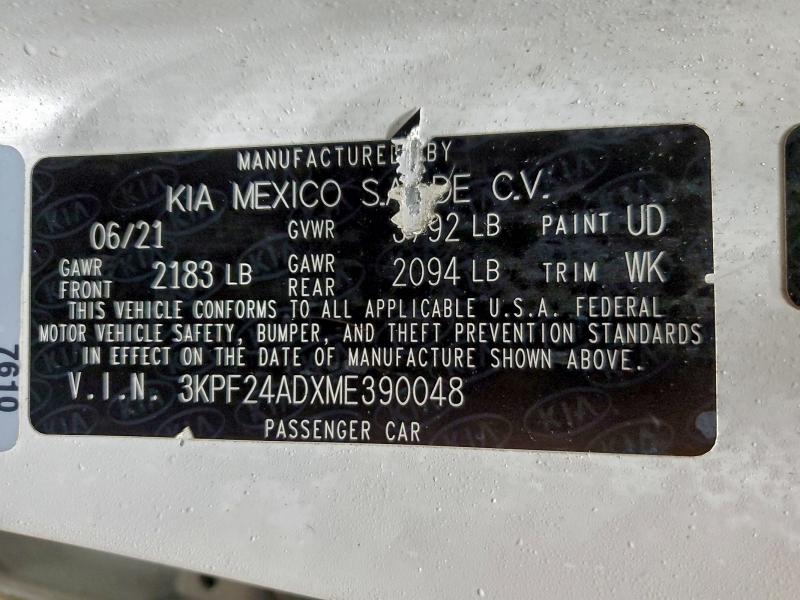 MANUFACTURED BY
KIA MEXICO S.A. DE C.V.
06/21 GVWR 3792 LB PAINT UD
GAWR FRONT 2183 LB GAWR REAR 2094 LB TRIM WK
THIS VEHICLE CONFORMS TO ALL APPLICABLE U.S.A. FEDERAL
MOTOR VEHICLE SAFETY, BUMPER, AND THEFT PREVENTION STANDARDS
IN EFFECT ON THE DATE OF MANUFACTURE SHOWN ABOVE.
V.I.N. 3KPF24ADXME390048
PASSENGER CAR
7610